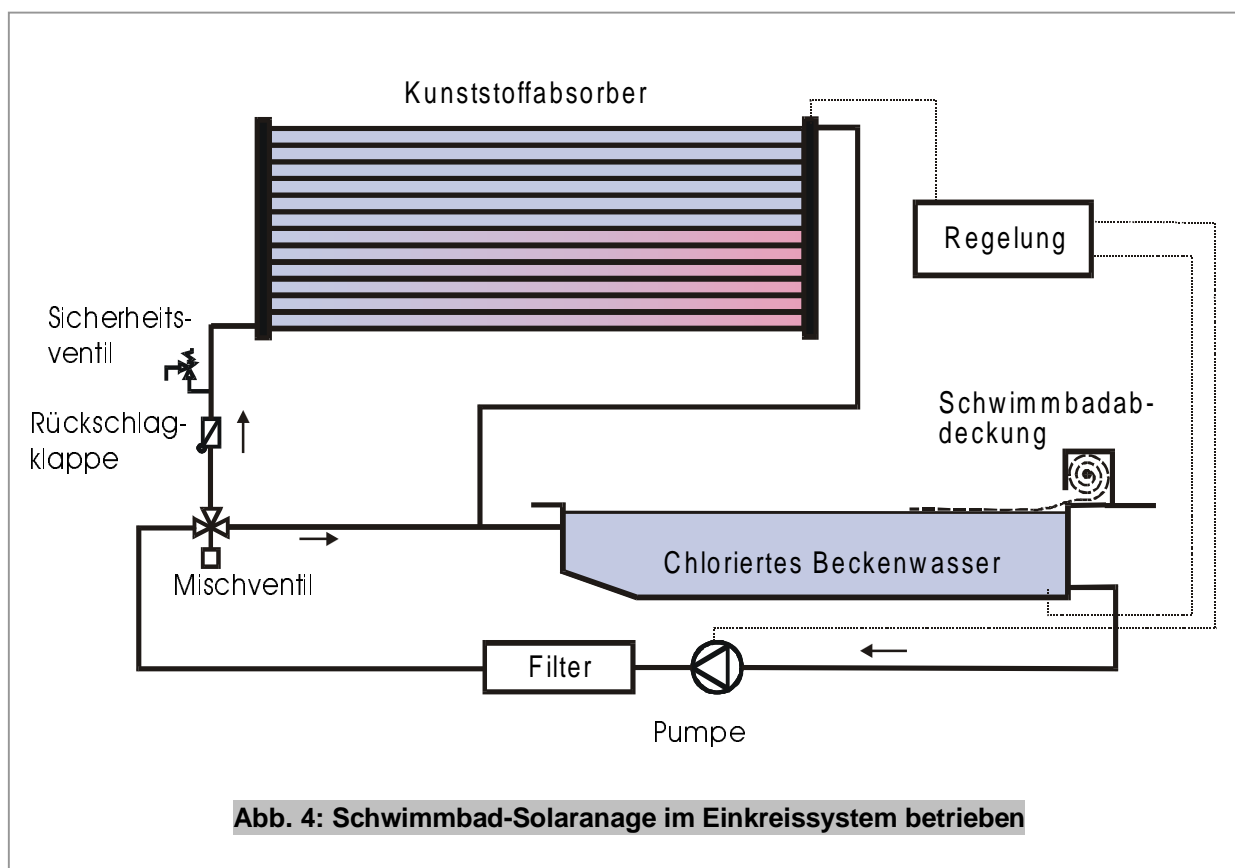 Kunststoffabsorber
Regelung
Sicherheits-
ventil
Rückschlag-
klappe
Schwimmbadab-
deckung
Mischventil
Chloriertes Beckenwasser
Filter
Pumpe
Abb. 4: Schwimmbad-Solaranage im Einkreissystem betrieben